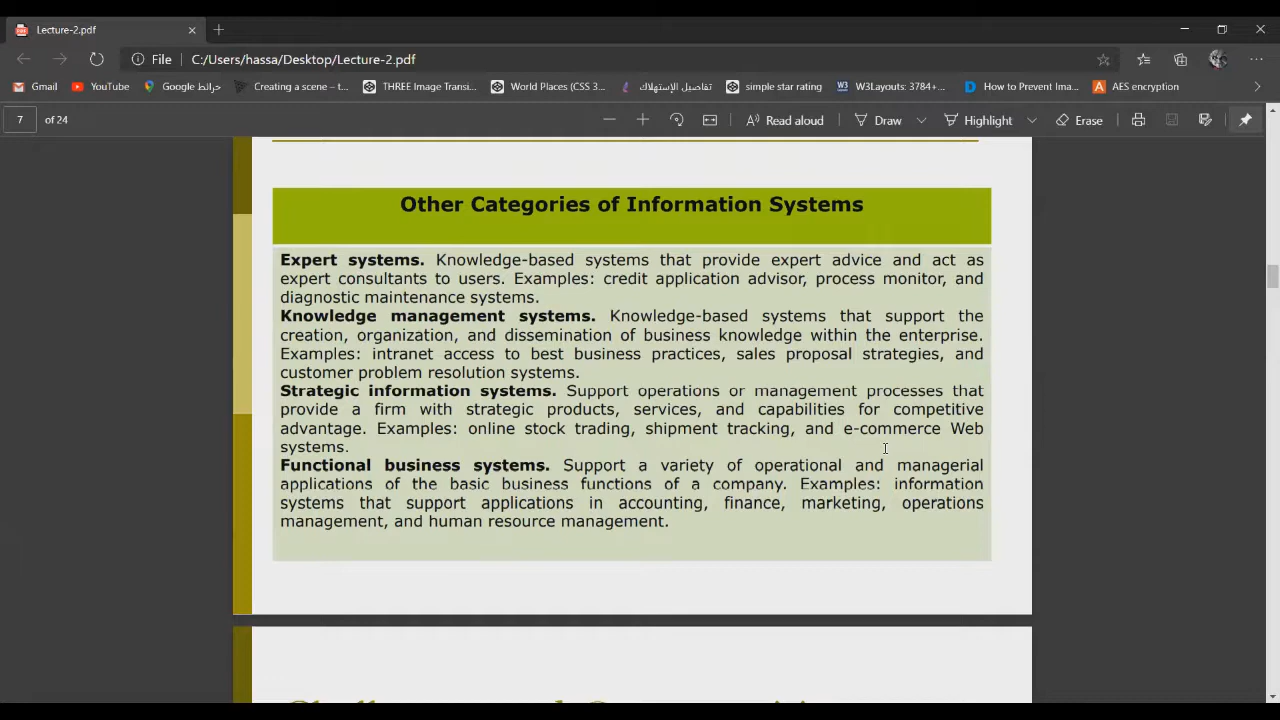 Lecture-2.pdf
File C:/Users/hassa/Desktop/Lecture-2.pdf
Gmail YouTube خرائط Google Creating a scene – t... THREE Image Transi... World Places (CSS 3... تفاصيل الإستهلاك simple star rating W3Layouts: 3784+... How to Prevent Ima... AES encryption
7 of 24 Read aloud Draw Highlight Erase
Other Categories of Information Systems
Expert systems. Knowledge-based systems that provide expert advice and act as
expert consultants to users. Examples: credit application advisor, process monitor, and
diagnostic maintenance systems.
Knowledge management systems. Knowledge-based systems that support the
creation, organization, and dissemination of business knowledge within the enterprise.
Examples: intranet access to best business practices, sales proposal strategies, and
customer problem resolution systems.
Strategic information systems. Support operations or management processes that
provide a firm with strategic products, services, and capabilities for competitive
advantage. Examples: online stock trading, shipment tracking, and e-commerce Web
systems.
Functional business systems. Support a variety of operational and managerial
applications of the basic business functions of a company. Examples: information
systems that support applications in accounting, finance, marketing, operations
management, and human resource management.